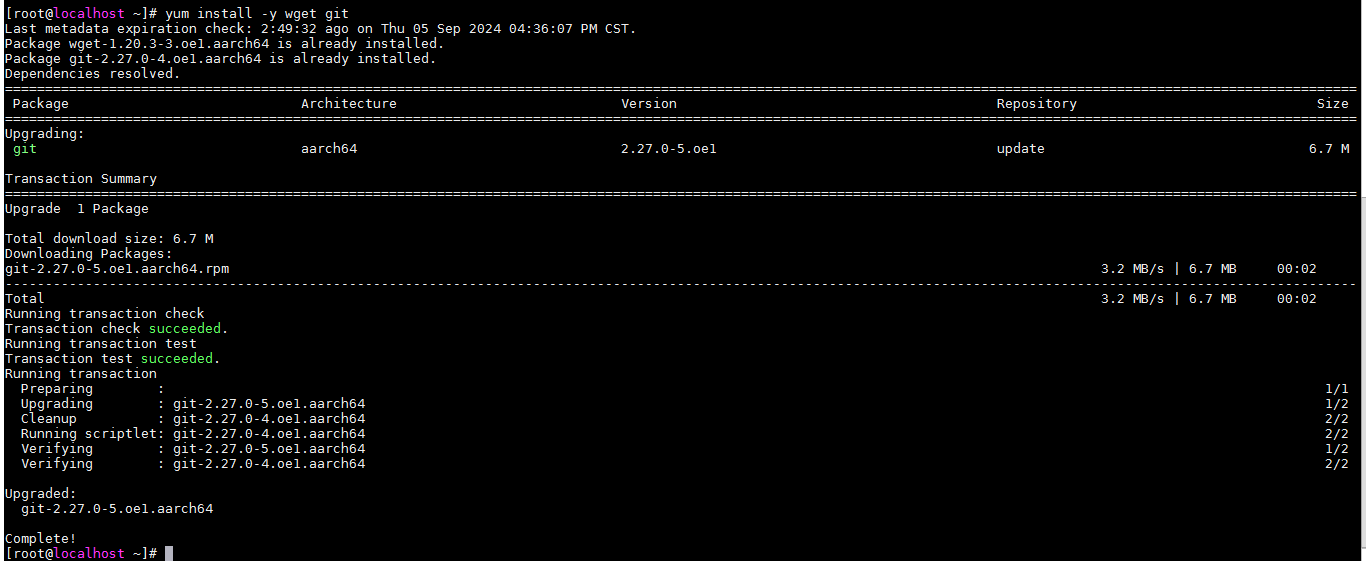 [root@localhost ~]# yum install -y wget git
Last metadata expiration check: 2:49:32 ago on Thu 05 Sep 2024 04:36:07 PM CST.
Package wget-1.20.3-3.oe1.aarch64 is already installed.
Package git-2.27.0-4.oe1.aarch64 is already installed.
Dependencies resolved.
================================================================================
Package Architecture Version Repository Size
================================================================================
Upgrading:
git aarch64 2.27.0-5.oe1 update 6.7 M
Transaction Summary
================================================================================
Upgrade  1 Package
Total download size: 6.7 M
Downloading Packages:
git-2.27.0-5.oe1.aarch64.rpm 3.2 MB/s | 6.7 MB 00:02
--------------------------------------------------------------------------------
Total 3.2 MB/s | 6.7 MB 00:02
Running transaction check
Transaction check succeeded.
Running transaction test
Transaction test succeeded.
Running transaction
Preparing : 1/1
Upgrading : git-2.27.0-5.oe1.aarch64 1/2
Cleanup : git-2.27.0-4.oe1.aarch64 2/2
Running scriptlet: git-2.27.0-4.oe1.aarch64 2/2
Verifying : git-2.27.0-5.oe1.aarch64 1/2
Verifying : git-2.27.0-4.oe1.aarch64 2/2
Upgraded:
git-2.27.0-5.oe1.aarch64
Complete!
[root@localhost ~]#